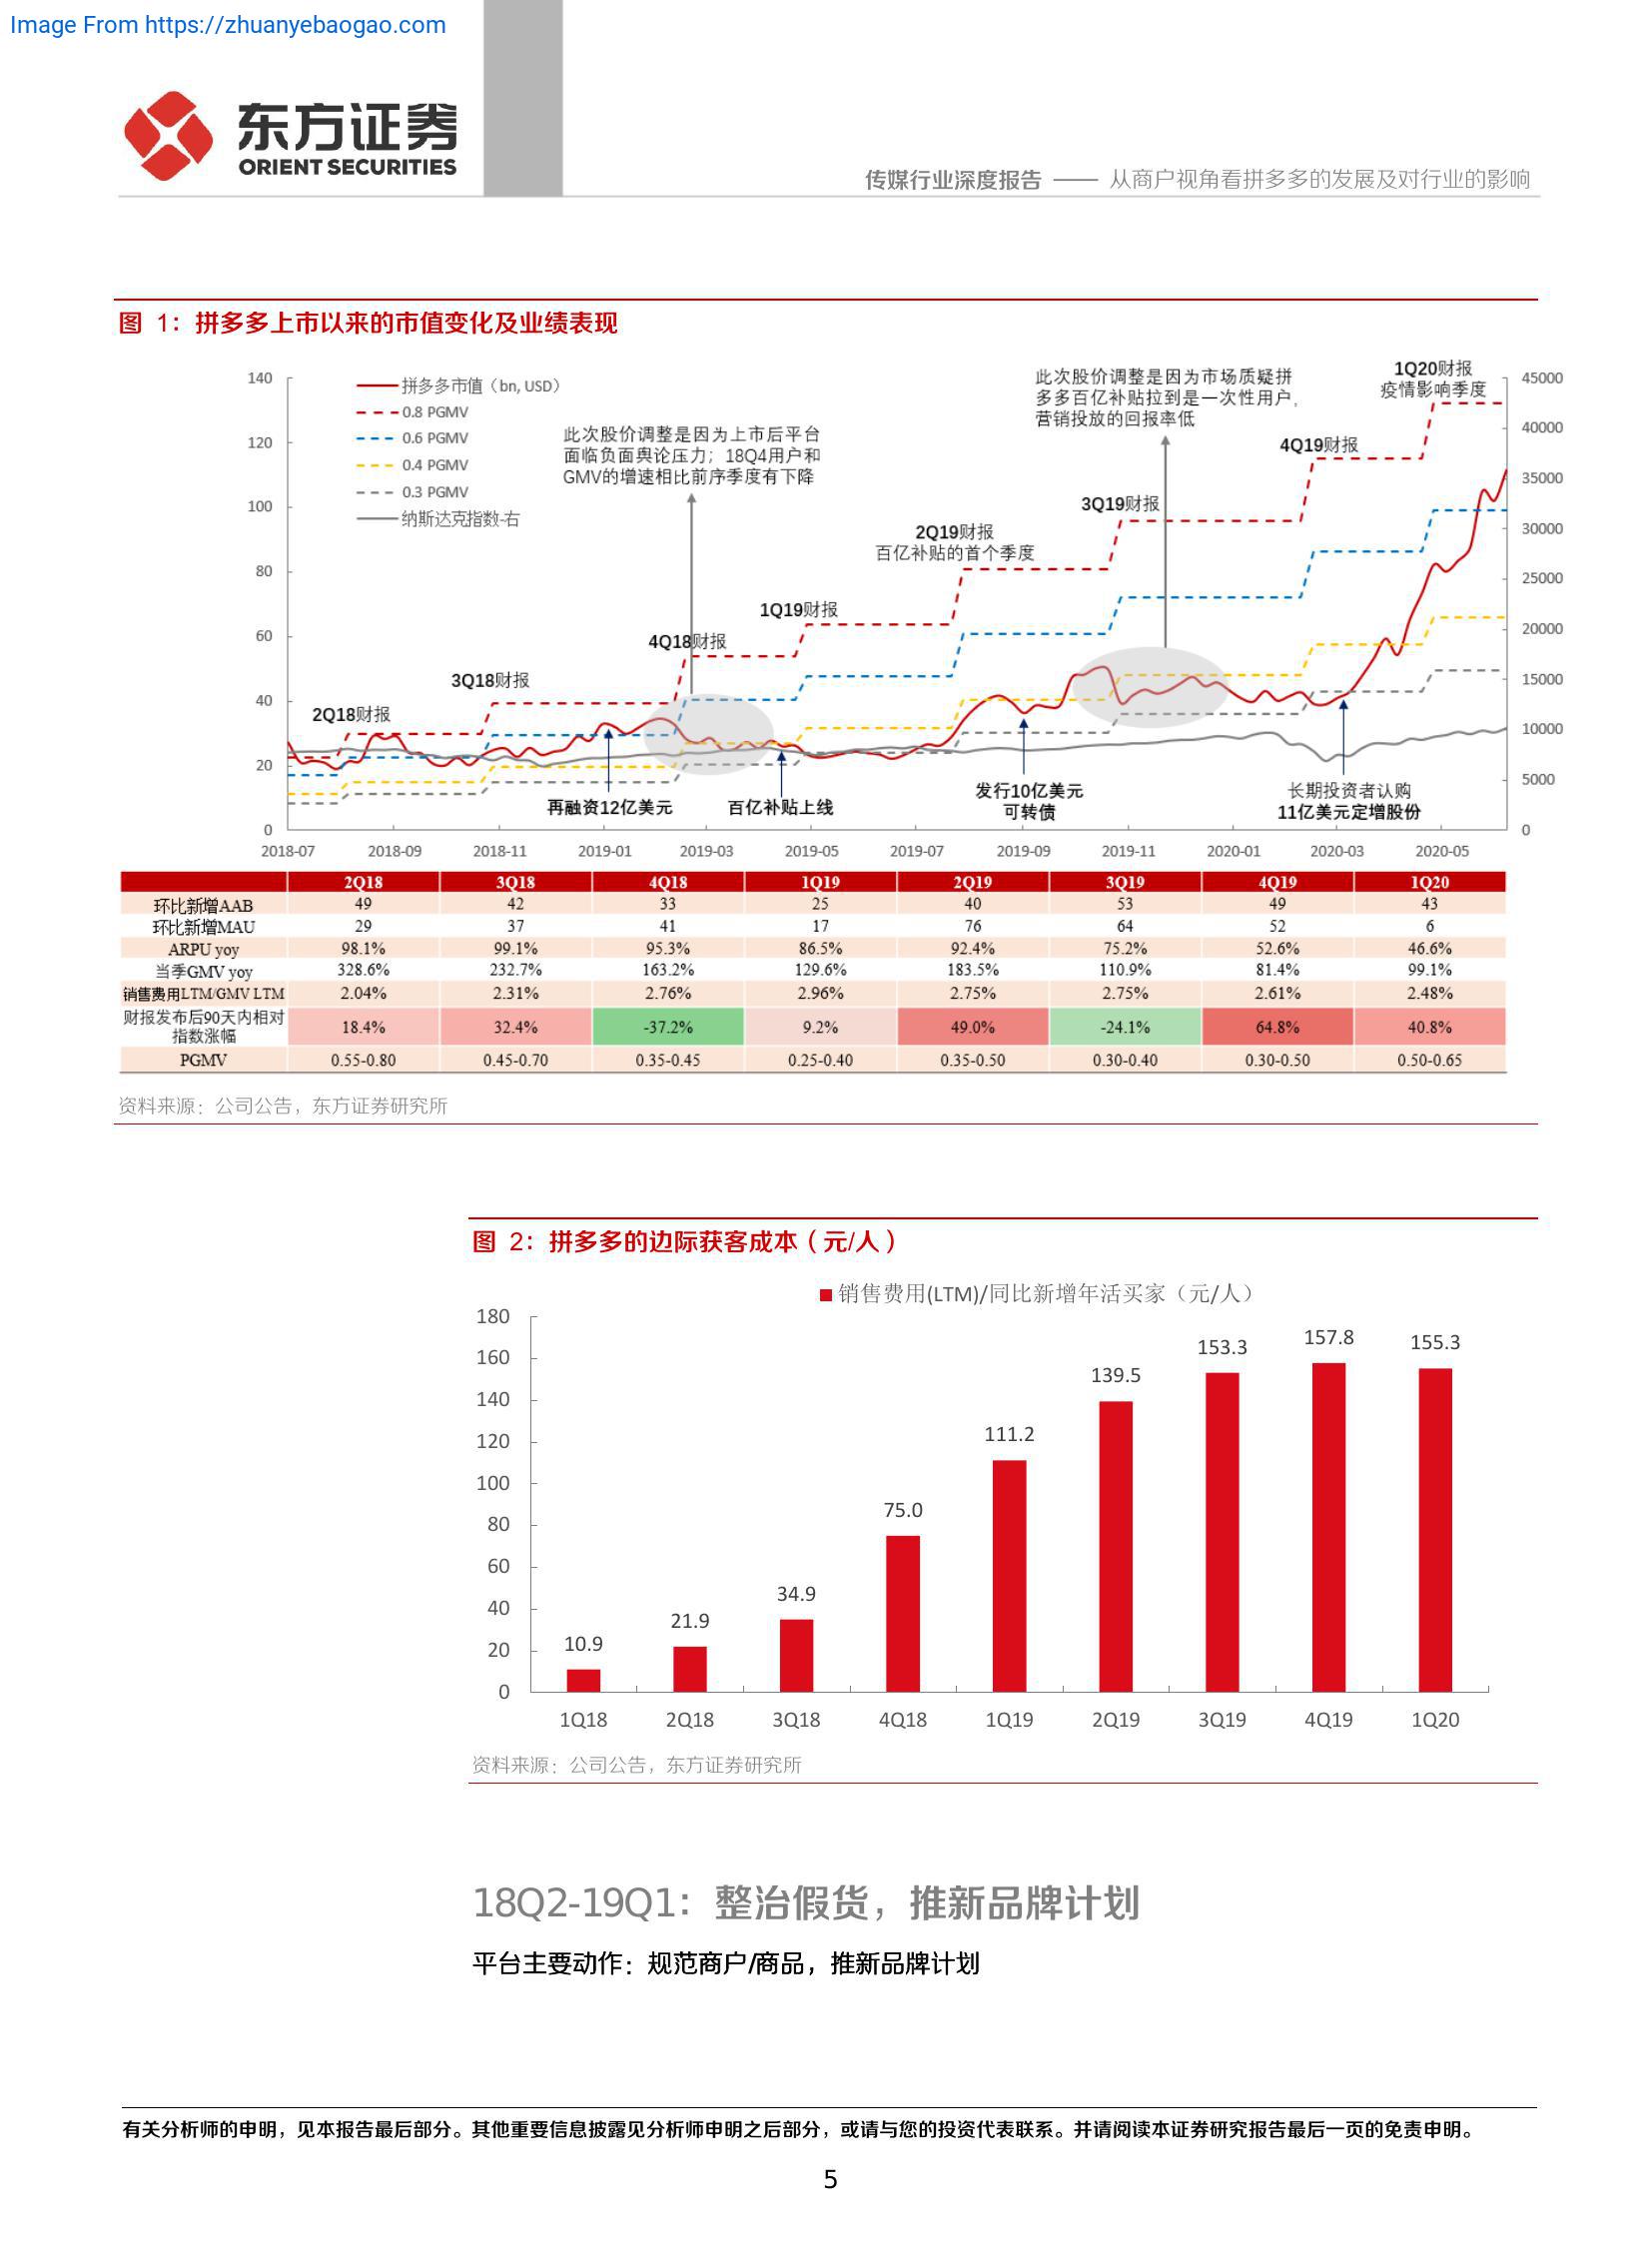 Image From https://zhuanyebaogao.com
东方证券
ORIENT SECURITIES
传媒行业深度报告 —— 从商户视角看拼多多的发展及对行业的影响
图 1：拼多多上市以来的市值变化及业绩表现
140
120
100
80
60
40
20
0
拼多多市值（bn, USD）
0.8 PGMV
0.6 PGMV
0.4 PGMV
0.3 PGMV
纳斯达克指数-右
此次股价调整是因为上市后平台
面临负面舆论压力；18Q4用户和
GMV的增速相比前序季度有下降
此次股价调整是因为市场质疑拼
多多百亿补贴拉到是一次性用户，
营销投放的回报率低
2Q18财报
3Q18财报
4Q18财报
1Q19财报
2Q19财报
百亿补贴的首个季度
3Q19财报
4Q19财报
1Q20财报
疫情影响季度
再融资12亿美元
百亿补贴上线
发行10亿美元
可转债
长期投资者认购
11亿美元定增股份
45000
40000
35000
30000
25000
20000
15000
10000
5000
0
2018-07 2018-09 2018-11 2019-01 2019-03 2019-05 2019-07 2019-09 2019-11 2020-01 2020-03 2020-05
2Q18 3Q18 4Q18 1Q19 2Q19 3Q19 4Q19 1Q20
环比新增AAB 49 42 33 25 40 53 49 43
环比新增MAU 29 37 41 17 76 64 52 6
ARPU yoy 98.1% 99.1% 95.3% 86.5% 92.4% 75.2% 52.6% 46.6%
当季GMV yoy 328.6% 232.7% 163.2% 129.6% 183.5% 110.9% 81.4% 99.1%
销售费用LTM/GMV LTM 2.04% 2.31% 2.76% 2.96% 2.75% 2.75% 2.61% 2.48%
财报发布后90天内相对
指数涨幅 18.4% 32.4% -37.2% 9.2% 49.0% -24.1% 64.8% 40.8%
PGMV 0.55-0.80 0.45-0.70 0.35-0.45 0.25-0.40 0.35-0.50 0.30-0.40 0.30-0.50 0.50-0.65
资料来源：公司公告，东方证券研究所
图 2：拼多多的边际获客成本（元/人）
销售费用(LTM)/同比新增年活买家（元/人）
180
160
140
120
100
80
60
40
20
0
10.9 21.9 34.9 75.0 111.2 139.5 153.3 157.8 155.3
1Q18 2Q18 3Q18 4Q18 1Q19 2Q19 3Q19 4Q19 1Q20
资料来源：公司公告，东方证券研究所
18Q2-19Q1：整治假货，推新品牌计划
平台主要动作：规范商户/商品，推新品牌计划
有关分析师的申明，见本报告最后部分。其他重要信息披露见分析师申明之后部分，或请与您的投资代表联系。并请阅读本证券研究报告最后一页的免责申明。
5